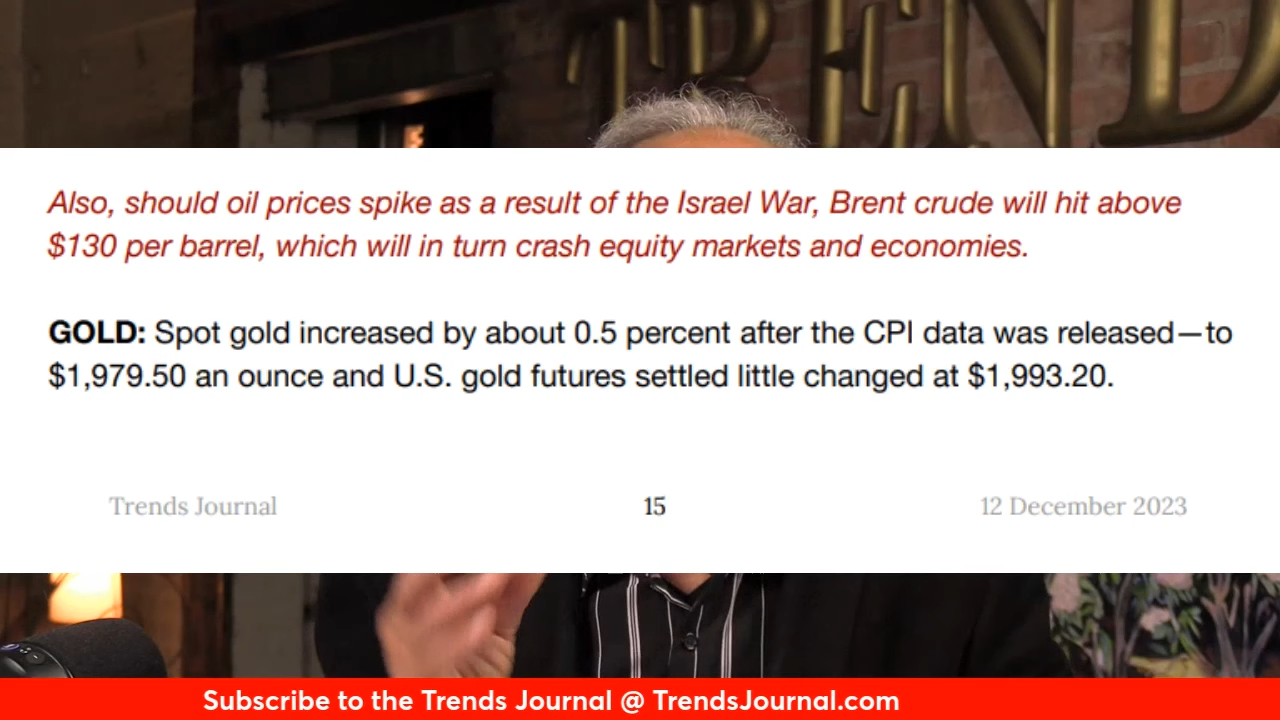 TREND
Also, should oil prices spike as a result of the Israel War, Brent crude will hit above
$130 per barrel, which will in turn crash equity markets and economies.
GOLD: Spot gold increased by about 0.5 percent after the CPI data was released—to
$1,979.50 an ounce and U.S. gold futures settled little changed at $1,993.20.
Trends Journal 15 12 December 2023
Subscribe to the Trends Journal @ TrendsJournal.com